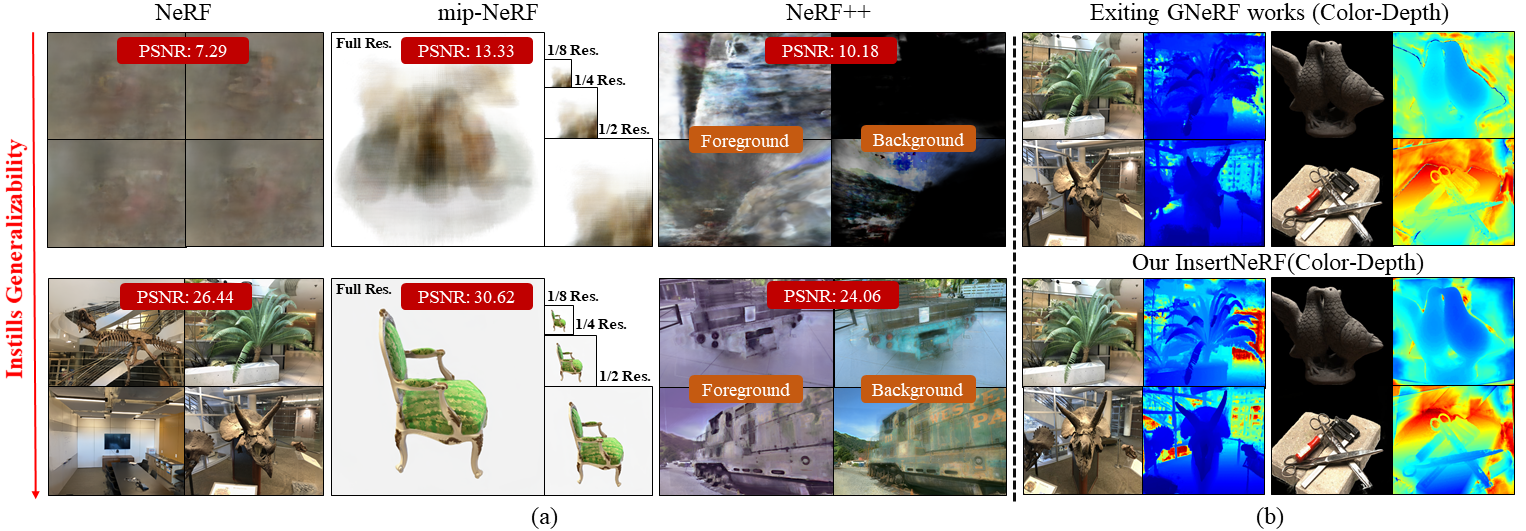 NeRF
mip-NeRF
NeRF++
Exiting GNeRF works (Color-Depth)
PSNR: 7.29
Full Res.
PSNR: 13.33
1/8 Res.
1/4 Res.
1/2 Res.
PSNR: 10.18
Foreground
Background
Instills Generalizability
Our InsertNeRF(Color-Depth)
PSNR: 26.44
Full Res.
PSNR: 30.62
1/8 Res.
1/4 Res.
1/2 Res.
PSNR: 24.06
Foreground
Background
(a)
(b)